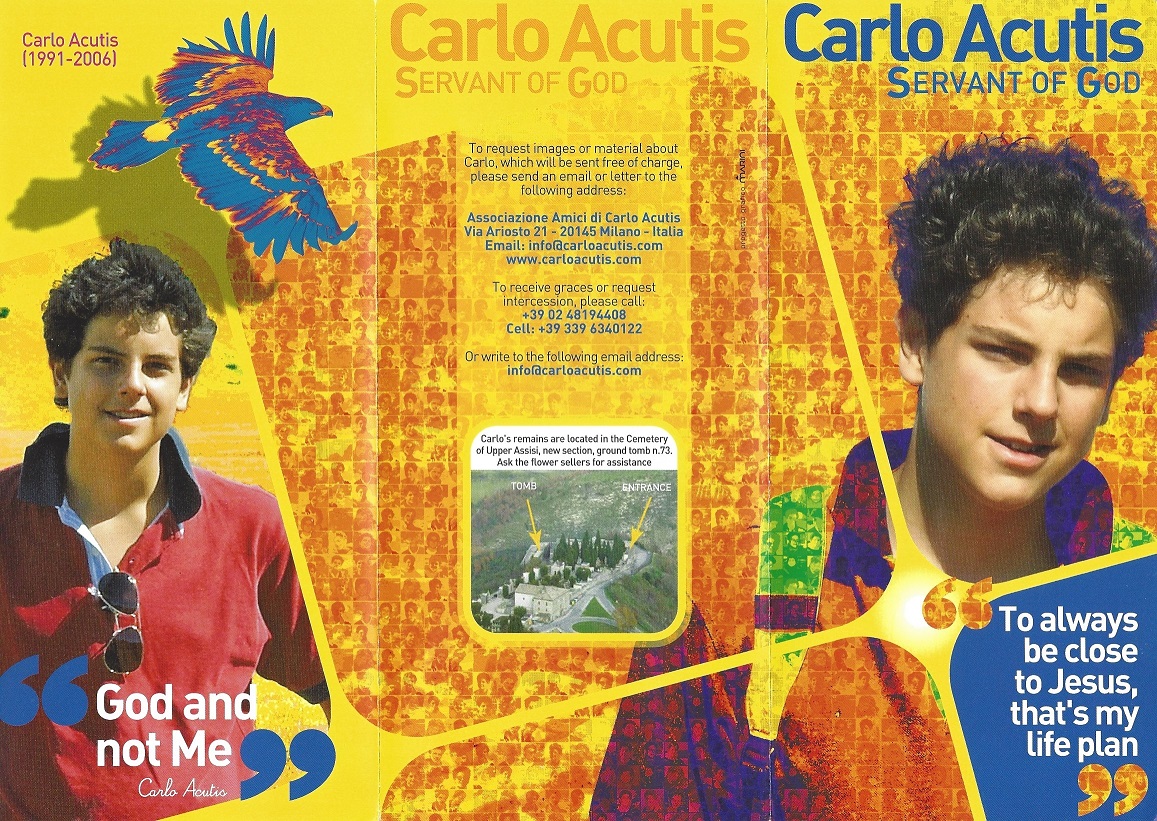 Carlo Acutis
(1991-2006)
God and
not Me
Carlo Acutis
Carlo Acutis
SERVANT OF GOD
To request images or material about
Carlo, which will be sent free of charge,
please send an email or letter to the
following address:
Associazione Amici di Carlo Acutis
Via Ariosto 21 - 20145 Milano - Italia
Email: info@carloacutis.com
www.carloacutis.com
To receive graces or request
intercession, please call:
+39 02 48194408
Cell: +39 339 6340122
Or write to the following email address:
info@carloacutis.com
Carlo's remains are located in the Cemetery
of Upper Assisi, new section, ground tomb n.73.
Ask the flower sellers for assistance
TOMB
ENTRANCE
Carlo Acutis
SERVANT OF GOD
“ To always
be close
to Jesus,
that's my
life plan ”